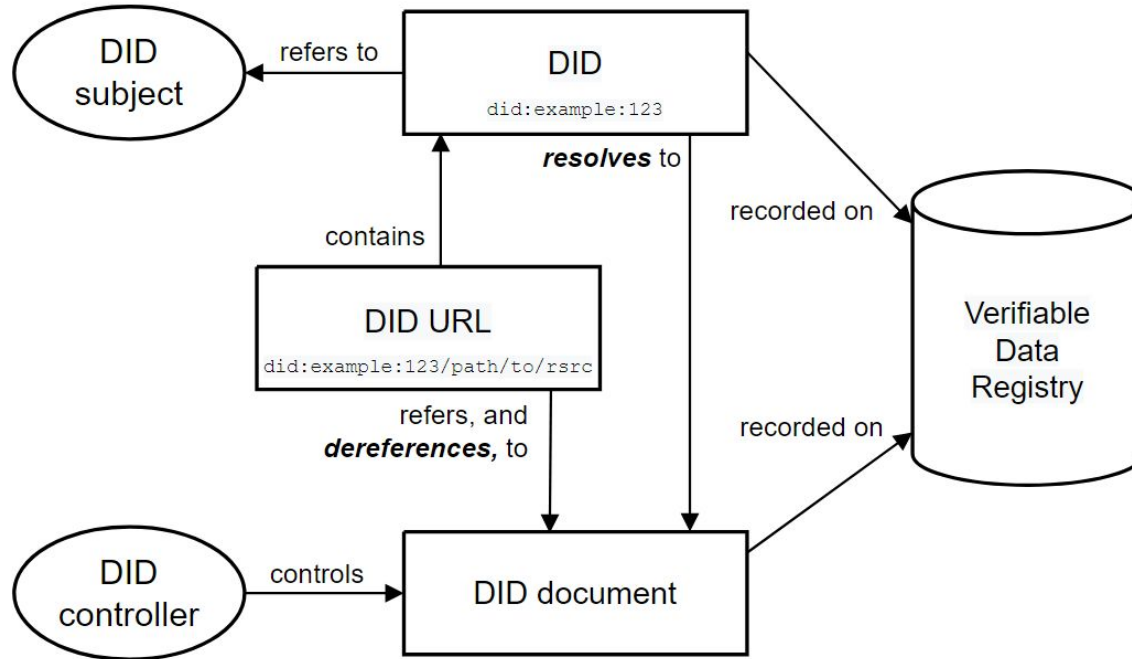 DID
subject
refers to
DID
did:example:123
resolves to
recorded on
contains
DID URL
did:example:123/path/to/rsrc
Verifiable
Data
Registry
refers, and
dereferences, to
recorded on
DID
controller
controls
DID document